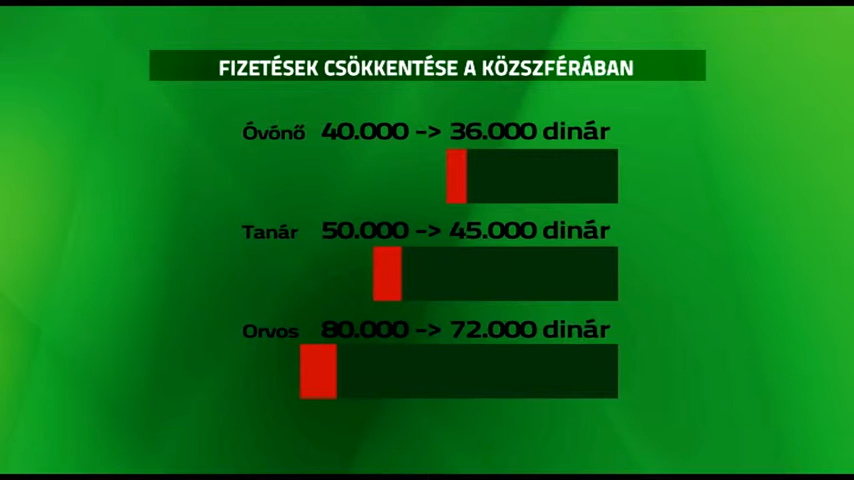 FIZETÉSEK CSÖKKENTÉSE A KÖZSZFÉRÁBAN
Óvónő 40.000 -> 36.000 dinár
Tanár 50.000 -> 45.000 dinár
Orvos 80.000 -> 72.000 dinár